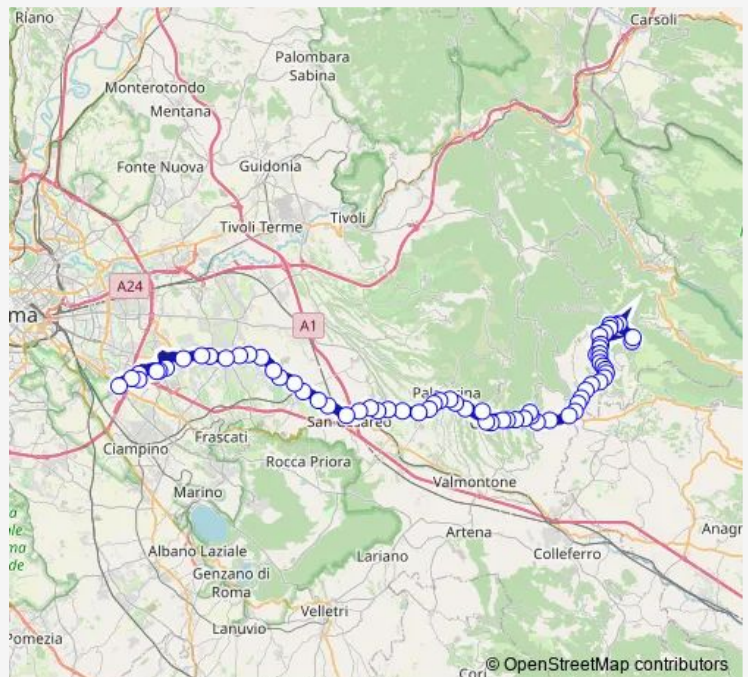 Riano
Carsoli
Palombara
Sabina
Monterotondo
Mentana
Fonte Nuova
Guidonia
Tivoli Terme
Tivoli
A24
ma
A1
San Cesareo
Ciampino
Frascati
Rocca Priora
Marino
Valmontone
Artena
Anagn
Albano Laziale
Colleferro
Genzano di
Roma
Lariano
Velletri
Lanuvio
Pomezia
Cori
© OpenStreetMap contributors